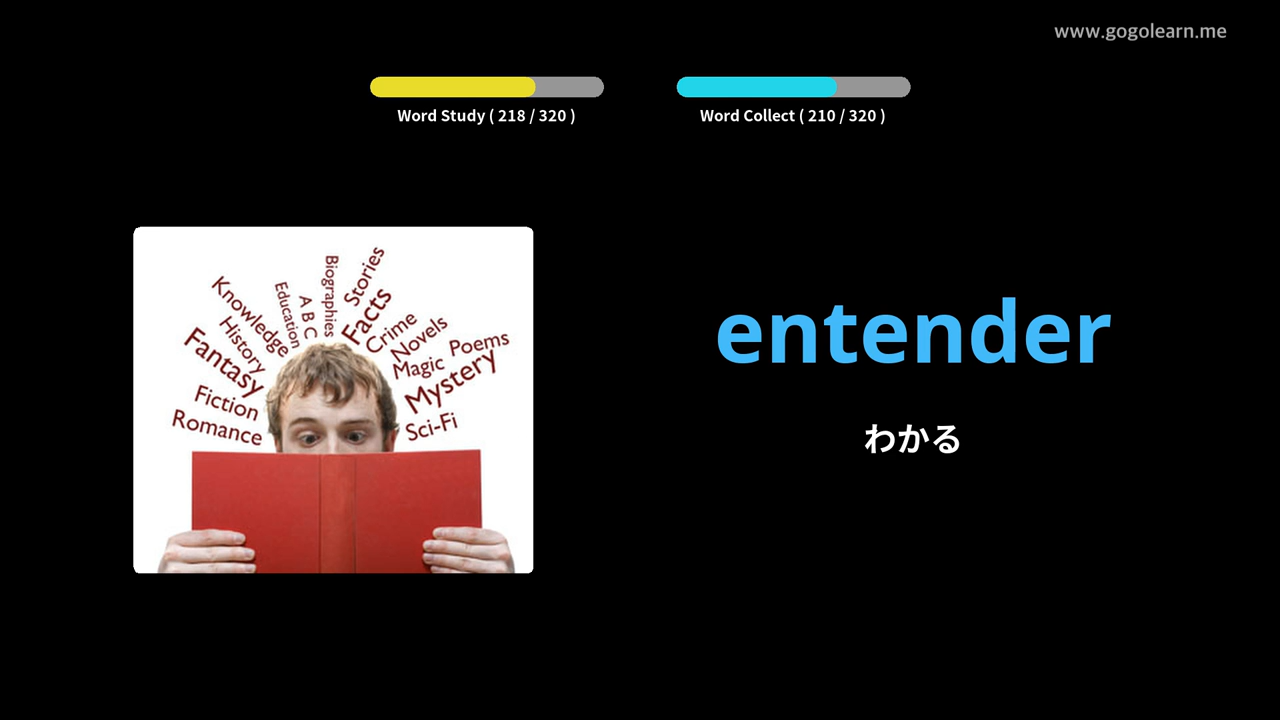 www.gogolearn.me
Word Study ( 218 / 320 )
Word Collect ( 210 / 320 )
Stories
Biographies
Facts
Education
A B C
Knowledge
Crime
Novels
History
Poems
Fantasy
Magic
Mystery
Fiction
Romance
Sci-Fi
entender
わかる